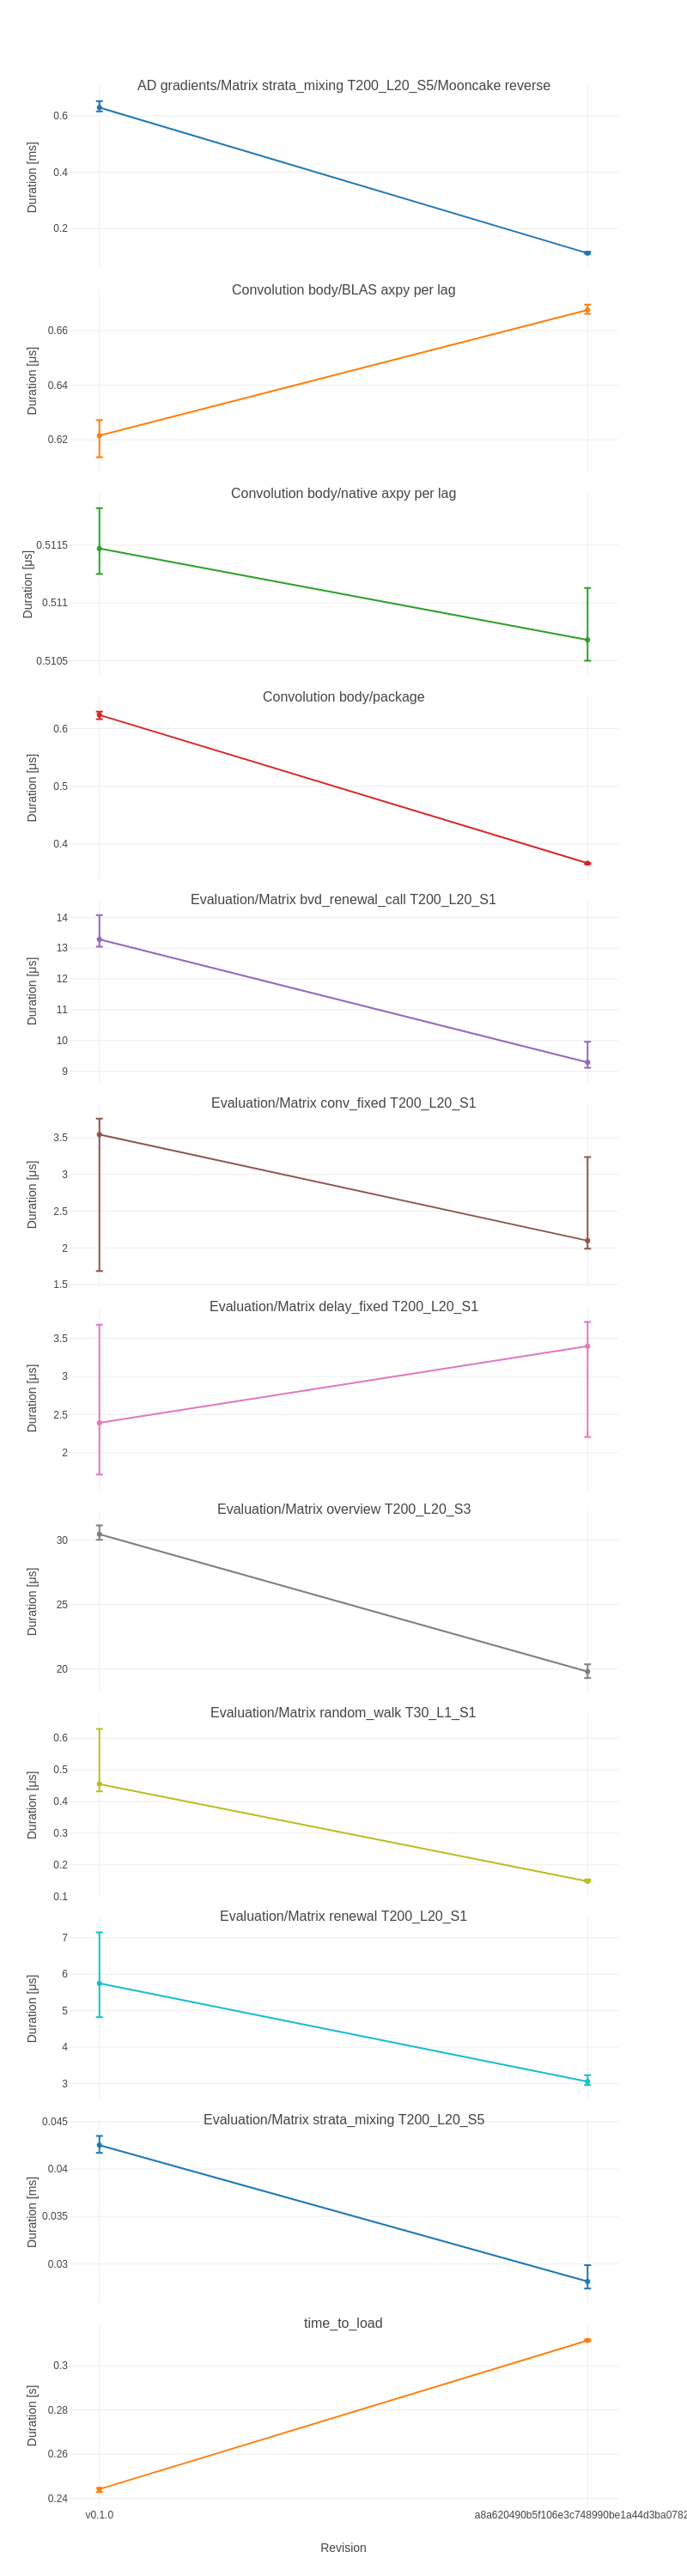 AD gradients/Matrix strata_mixing T200_L20_S5/Mooncake reverse
0.6
0.4
0.2
Duration [ms]
Convolution body/BLAS axpy per lag
0.66
0.64
0.62
Duration [μs]
Convolution body/native axpy per lag
0.5115
0.511
0.5105
Duration [μs]
Convolution body/package
0.6
0.5
0.4
Duration [μs]
Evaluation/Matrix bvd_renewal_call T200_L20_S1
14
13
12
11
10
9
Duration [μs]
Evaluation/Matrix conv_fixed T200_L20_S1
3.5
3
2.5
2
1.5
Duration [μs]
Evaluation/Matrix delay_fixed T200_L20_S1
3.5
3
2.5
2
Duration [μs]
Evaluation/Matrix overview T200_L20_S3
30
25
20
Duration [μs]
Evaluation/Matrix random_walk T30_L1_S1
0.6
0.5
0.4
0.3
0.2
0.1
Duration [μs]
Evaluation/Matrix renewal T200_L20_S1
7
6
5
4
3
Duration [μs]
Evaluation/Matrix strata_mixing T200_L20_S5
0.045
0.04
0.035
0.03
Duration [ms]
time_to_load
0.3
0.28
0.26
0.24
Duration [s]
v0.1.0
a8a620490b5f106e3c748990be1a44d3ba0782
Revision